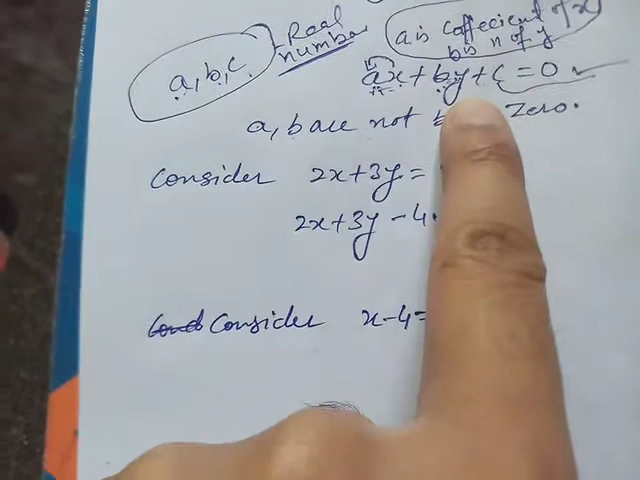 Real
number
a, b, c
a is coffecient of x
b is n of y
ax + by + c = 0
a, b are not b zero.
Consider 2x+3y =
2x+3y - 4
Consider x-4=